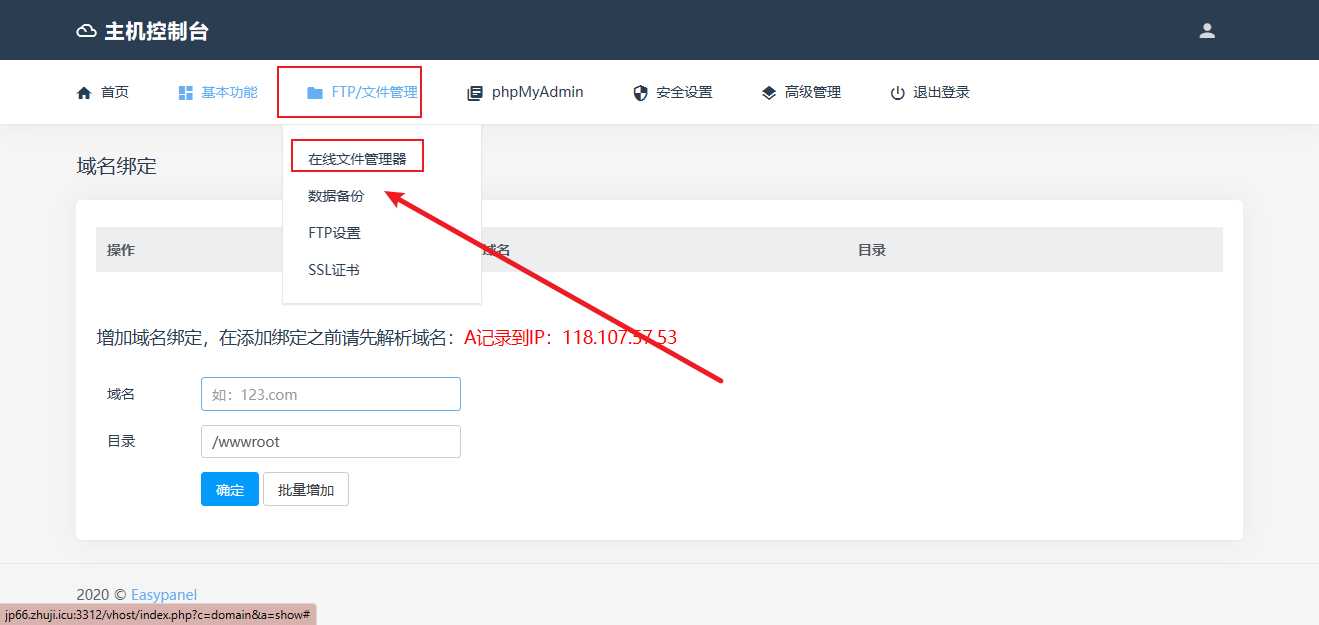 主机控制台
首页 基本功能 FTP/文件管理 phpMyAdmin 安全设置 高级管理 退出登录
在线文件管理器
数据备份
FTP设置
SSL证书
域名绑定
操作 域名 目录
增加域名绑定，在添加绑定之前请先解析域名：A记录到IP：118.107.57.53
域名 如：123.com
目录 /wwwroot
确定 批量增加
2020 © Easypanel
jp66.zhuji.icu:3312/vhost/index.php?c=domain&a=show#